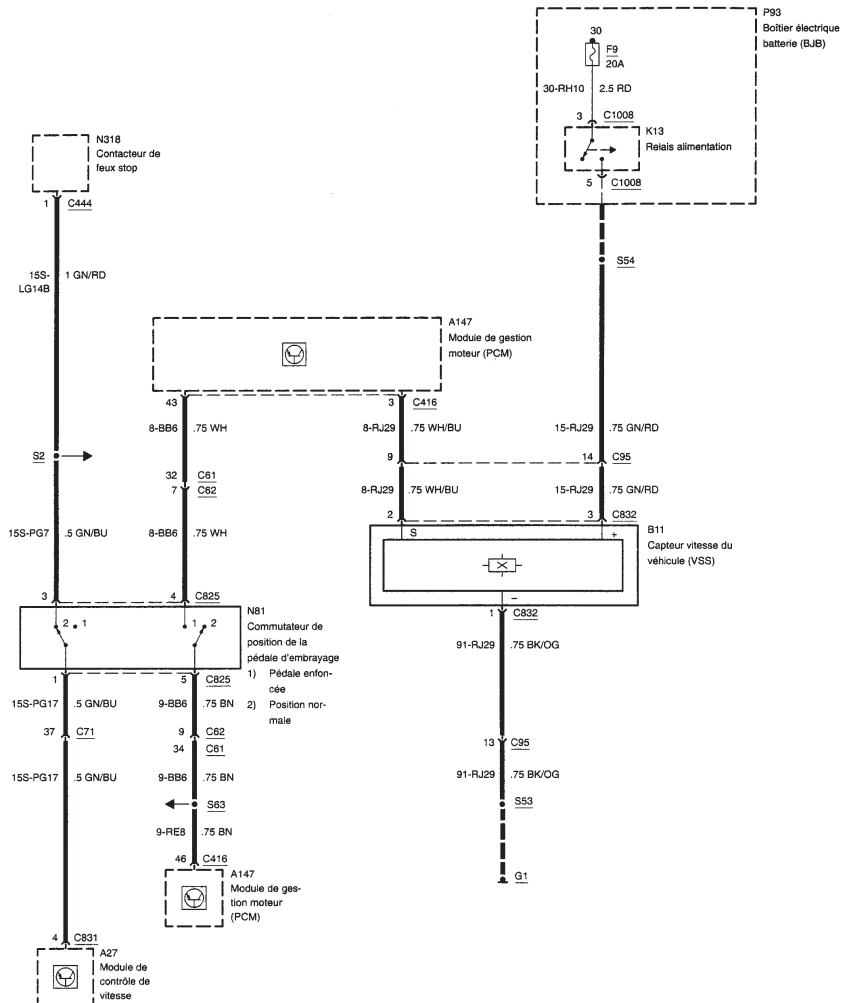 P93
Boîtier électrique
batterie (BJB)
30
F9
20A
30-RH10 2.5 RD
3 C1008
K13
Relais alimentation
5 C1008
N318
Contacteur de
feux stop
1 C444
S54
15S-
LG14B
1 GN/RD
A147
Module de gestion
moteur (PCM)
43
3 C416
8-BB6 .75 WH
8-RJ29 .75 WH/BU
15-RJ29 .75 GN/RD
S2
9
14 C95
32 C61
7 C62
8-RJ29 .75 WH/BU
15-RJ29 .75 GN/RD
2
3 C832
15S-PG7 .5 GN/BU
8-BB6 .75 WH
S
+
B11
Capteur vitesse du
véhicule (VSS)
X
–
3
4 C825
1 C832
N81
Commutateur de
position de la
pédale d'embrayage
1) Pédale enfon-
cée
2) Position nor-
male
2 1
1 2
91-RJ29 .75 BK/OG
1
5 C825
15S-PG17 .5 GN/BU
9-BB6 .75 BN
37 C71
9 C62
34 C61
13 C95
15S-PG17 .5 GN/BU
9-BB6 .75 BN
91-RJ29 .75 BK/OG
S63
S53
9-RE8 .75 BN
46 C416
A147
Module de ges-
tion moteur
(PCM)
G1
4 C831
A27
Module de
contrôle de
vitesse